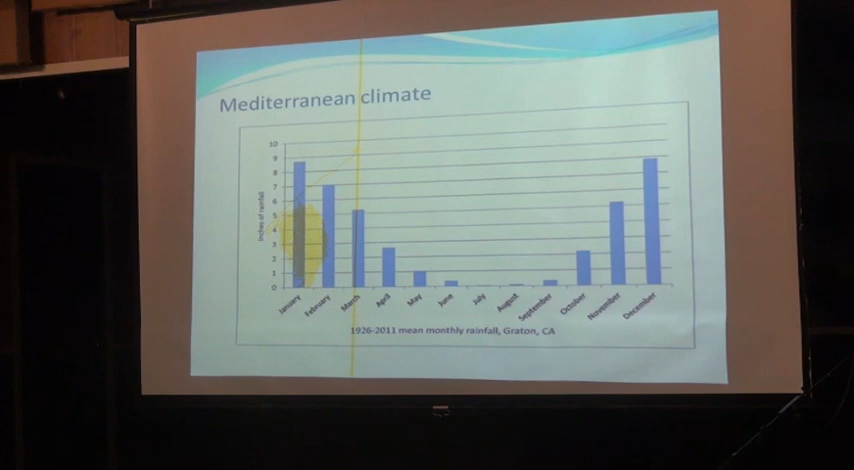 Mediterranean climate
10
9
8
7
6
5
4
3
2
1
0
Inches of rainfall
January
February
March
April
May
June
July
August
September
October
November
December
1926-2011 mean monthly rainfall, Graton, CA